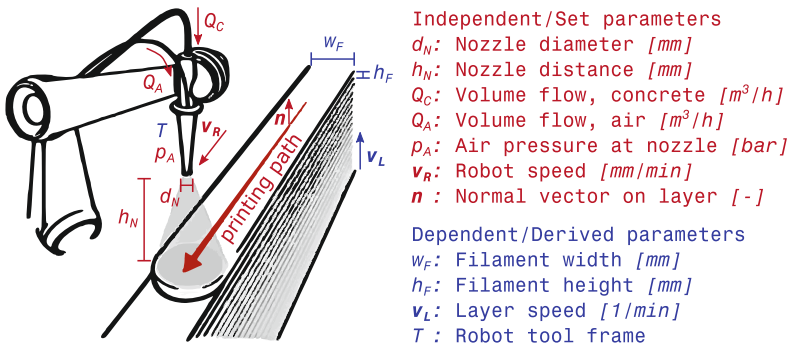 Q_C
Q_A
T
v_R
p_A
d_N
h_N
n
printing path
w_F
h_F
v_L
Independent/Set parameters
d_N: Nozzle diameter [mm]
h_N: Nozzle distance [mm]
Q_C: Volume flow, concrete [m³/h]
Q_A: Volume flow, air [m³/h]
p_A: Air pressure at nozzle [bar]
v_R: Robot speed [mm/min]
n : Normal vector on layer [-]
Dependent/Derived parameters
w_F: Filament width [mm]
h_F: Filament height [mm]
v_L: Layer speed [1/min]
T : Robot tool frame